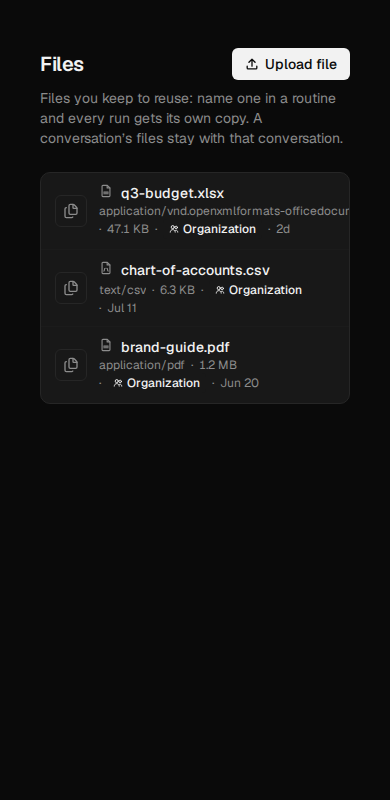 Files
Upload file
Files you keep to reuse: name one in a routine
and every run gets its own copy. A
conversation's files stay with that conversation.
q3-budget.xlsx
application/vnd.openxmlformats-officedocur
· 47.1 KB · Organization · 2d
chart-of-accounts.csv
text/csv · 6.3 KB · Organization
· Jul 11
brand-guide.pdf
application/pdf · 1.2 MB
· Organization · Jun 20